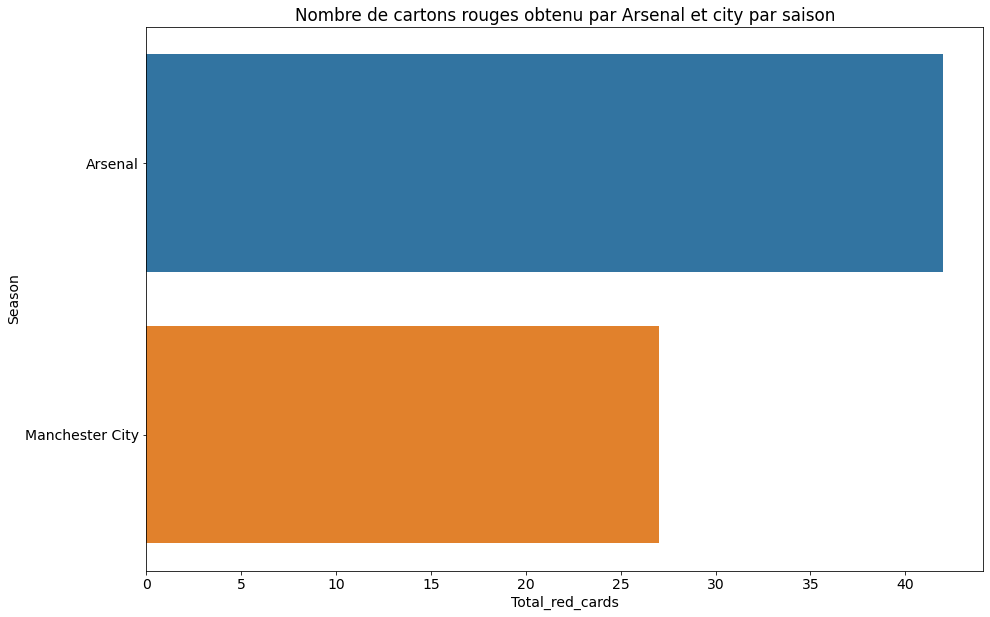 Nombre de cartons rouges obtenu par Arsenal et city par saison
Season
Arsenal
Manchester City
0 5 10 15 20 25 30 35 40
Total_red_cards